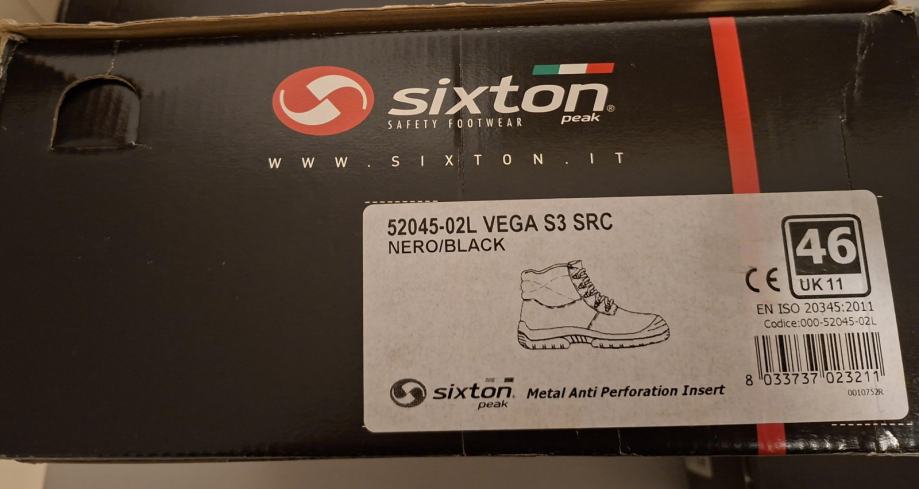 sixton®
peak
SAFETY FOOTWEAR
WWW.SIXTON.IT
52045-02L VEGA S3 SRC
NERO/BLACK
46
UK 11
CE
EN ISO 20345:2011
Codice:000-52045-02L
8 033737 023211
0010752R
sixton®
peak
Metal Anti Perforation Insert